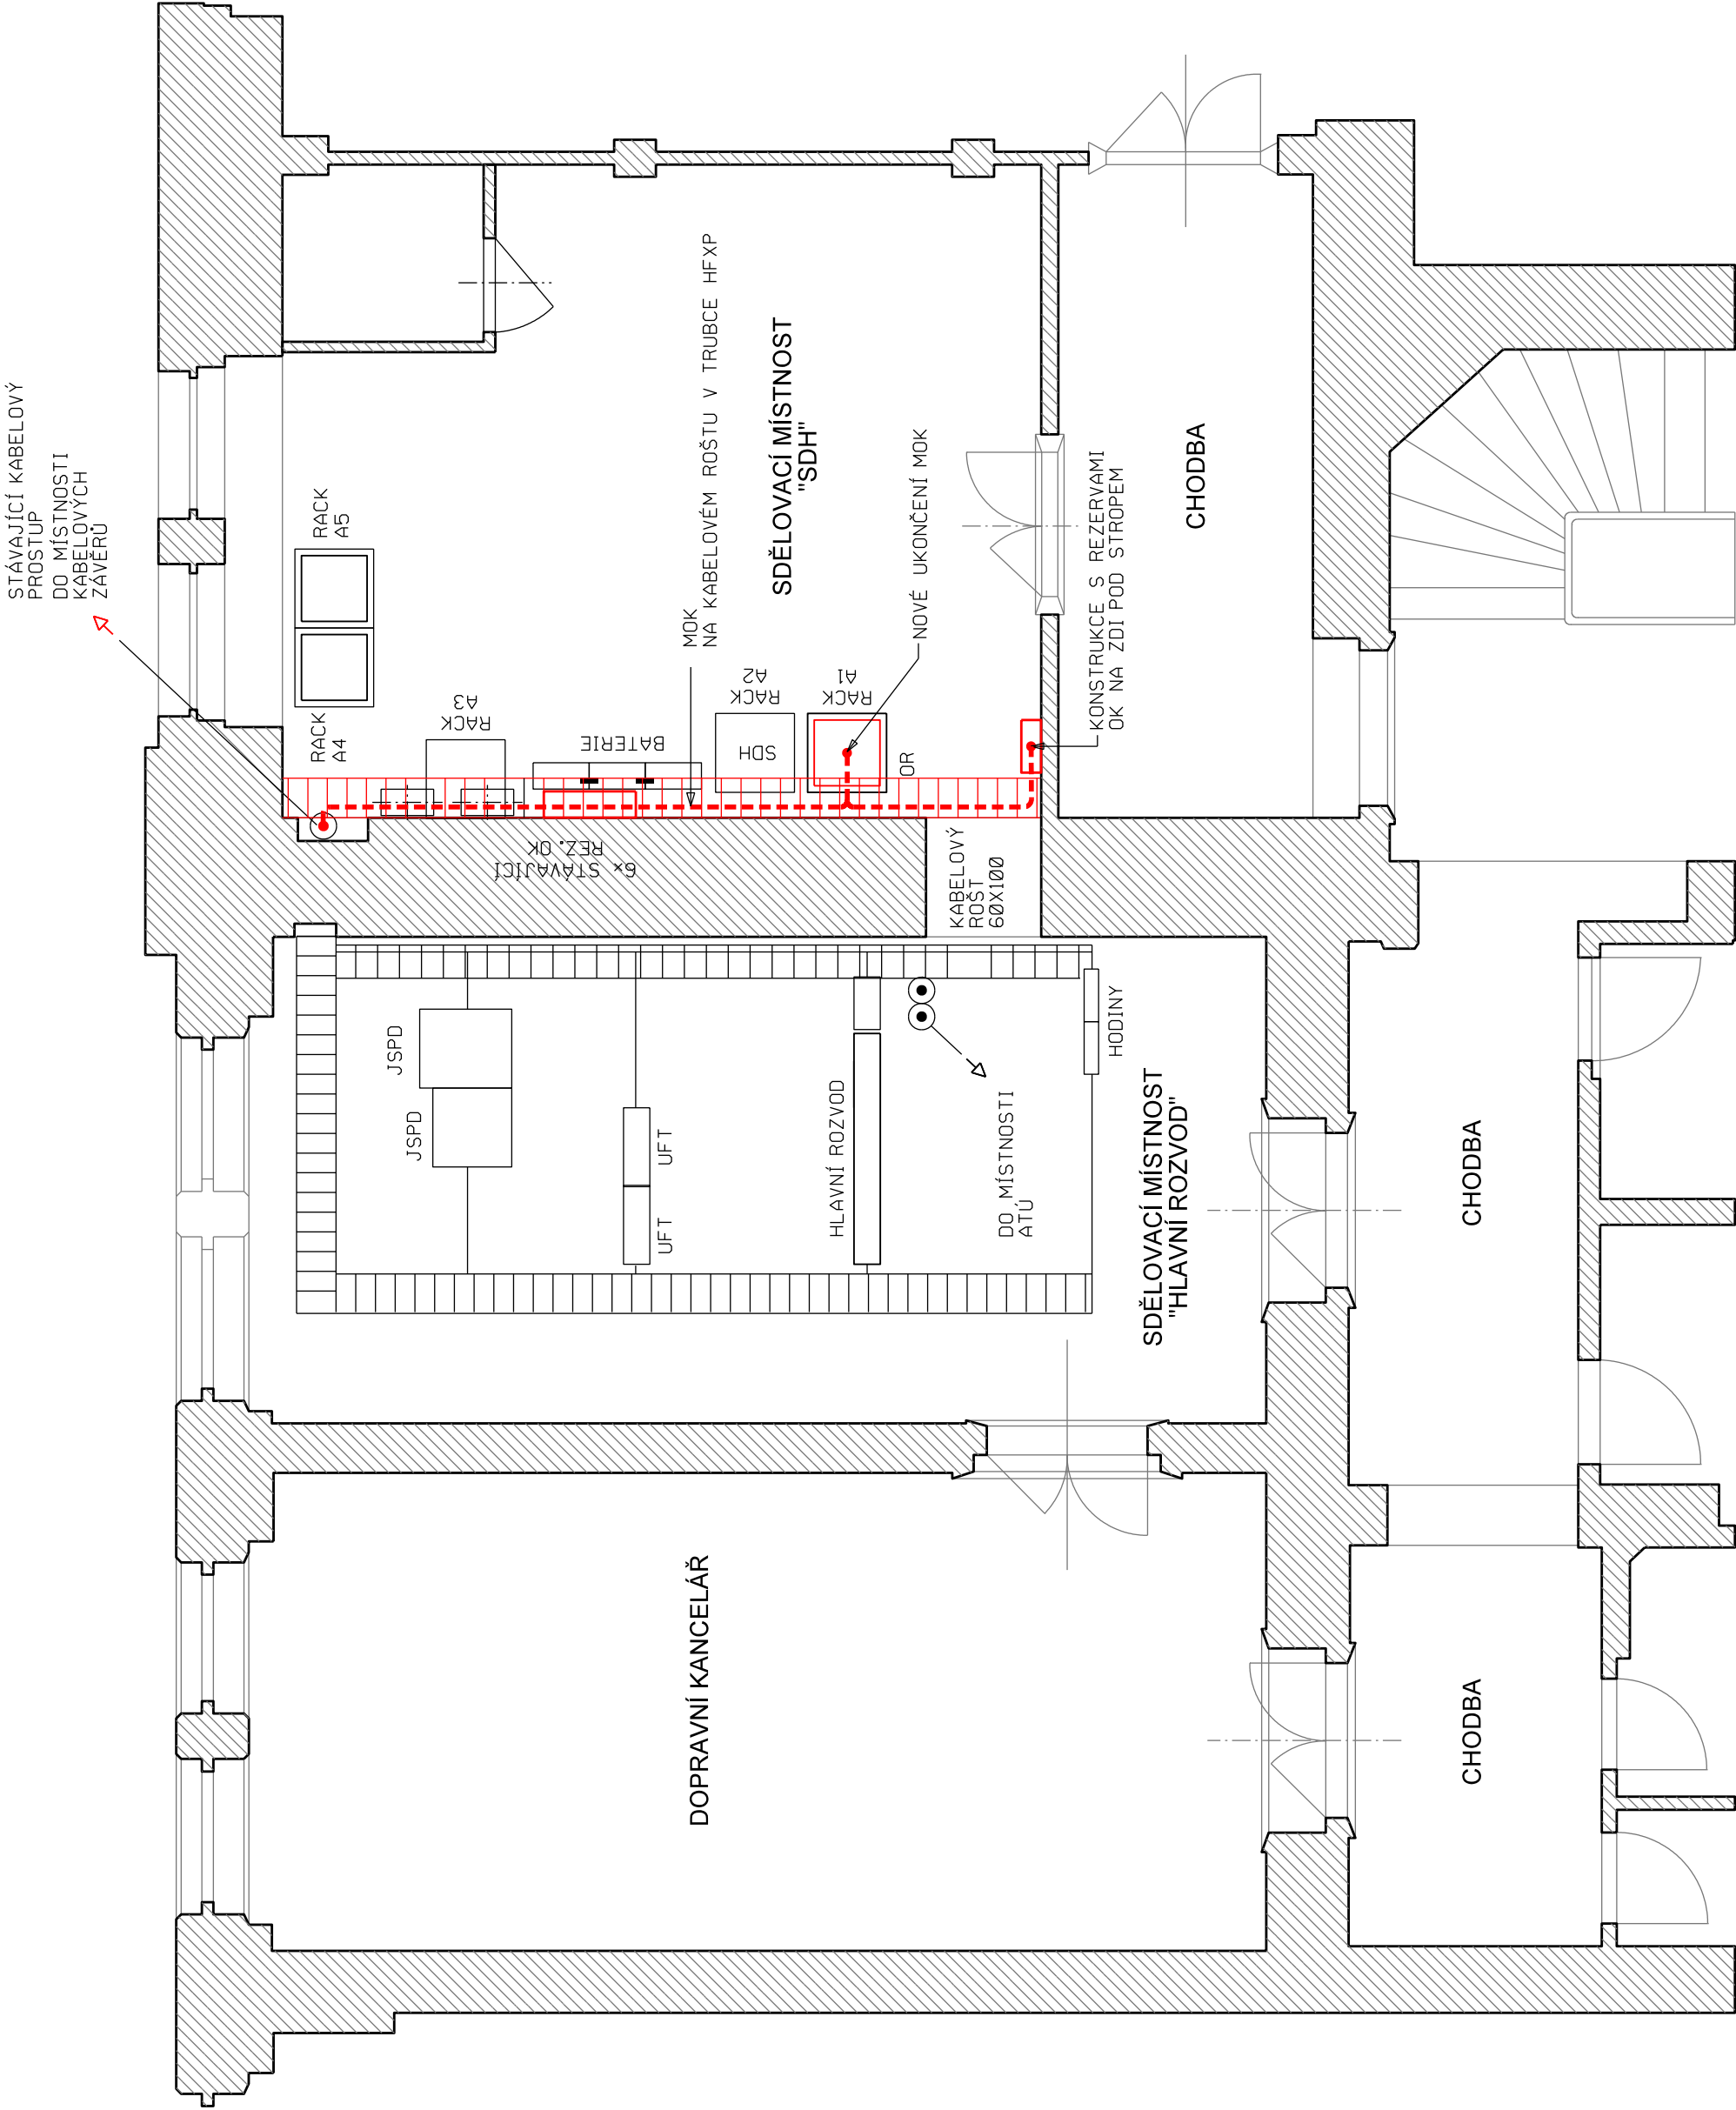 STÁVAJÍCÍ KABELOVÝ
PROSTUP
DO MÍSTNOSTI
KABELOVÝCH
ZÁVĚRŮ
RACK
A5
RACK
A4
RACK
A3
BATERIE
MOK
NA KABELOVÉM ROŠTU V TRUBCE HFXP
SDĚLOVACÍ MÍSTNOST
"SDH"
RACK
A2
SDH
RACK
A1
OR
NOVÉ UKONČENÍ MOK
KONSTRUKCE S REZERVAMI
OK NA ZDI POD STROPEM
CHODBA
6x STÁVAJÍCÍ
REZ. OK
KABELOVÝ
ROŠT
60X100
JSPD
JSPD
UFT
UFT
HLAVNÍ ROZVOD
DO MÍSTNOSTI
ATÚ
HODINY
SDĚLOVACÍ MÍSTNOST
"HLAVNÍ ROZVOD"
CHODBA
DOPRAVNÍ KANCELÁŘ
CHODBA